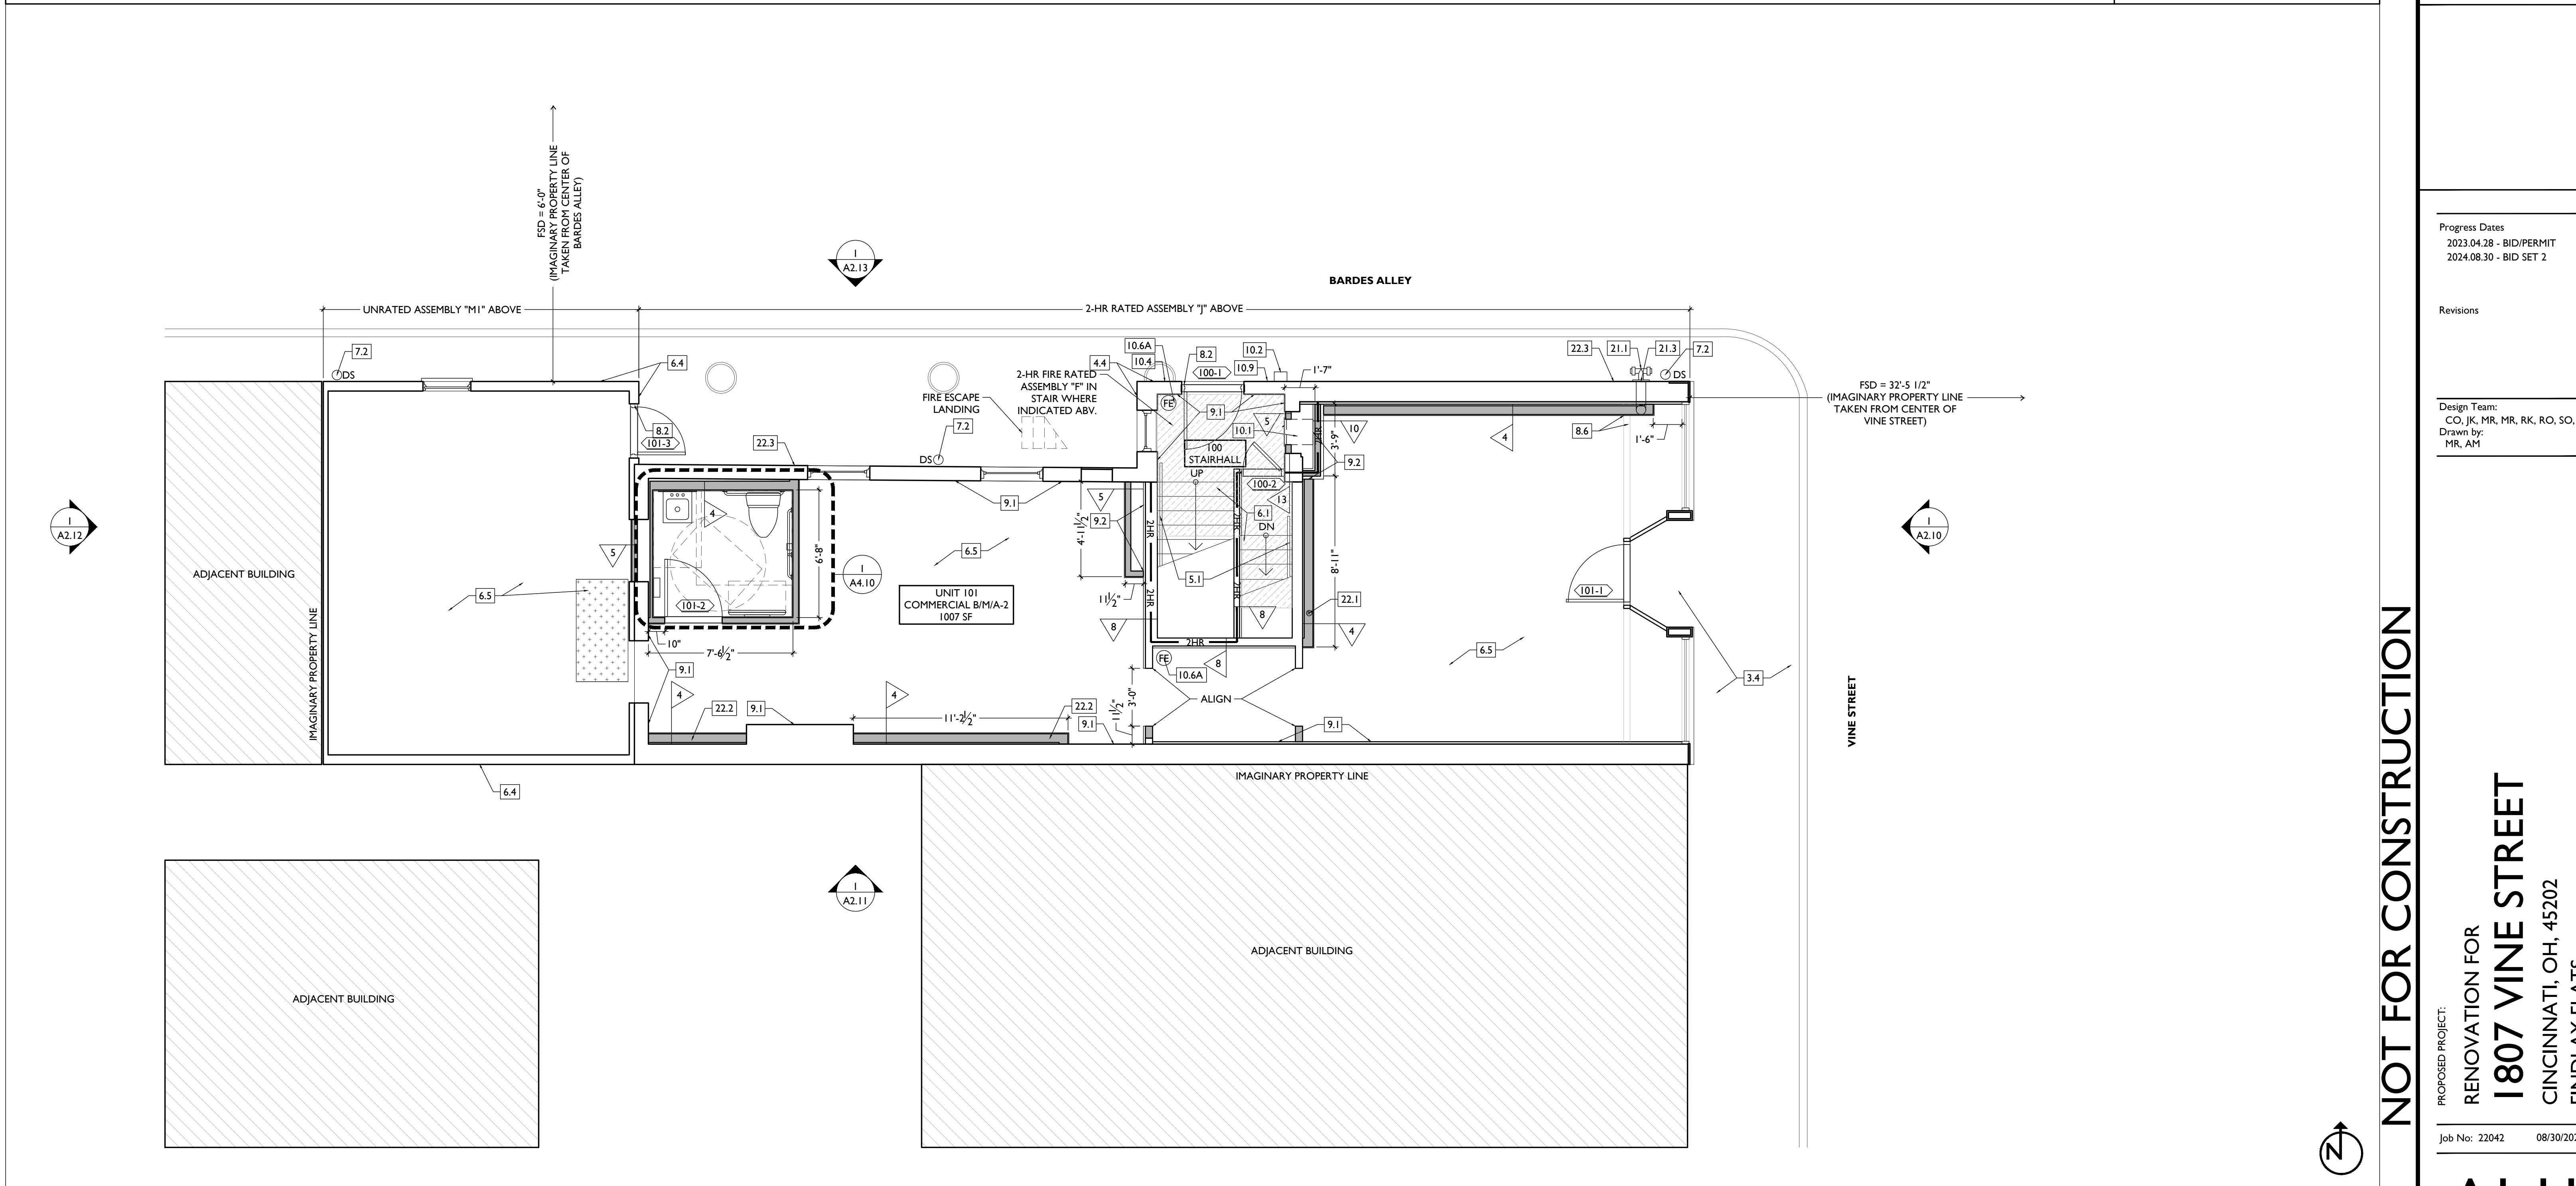 FSD = 6'-0"
(IMAGINARY PROPERTY LINE
TAKEN FROM CENTER OF
BARDES ALLEY)
1
A2.13
BARDES ALLEY
UNRATED ASSEMBLY "M1" ABOVE
2-HR RATED ASSEMBLY "J" ABOVE
7.2
DS
6.4
8.2
101-3
22.3
DS
7.2
FIRE ESCAPE
LANDING
2-HR FIRE RATED
ASSEMBLY "F" IN
STAIR WHERE
INDICATED ABV.
4.4
10.6A
10.4
8.2
100-1
10.2
10.9
1'-7"
FE
9.1
5
10.1
100
STAIRHALL
UP
2HR
10
3'-9"
9.2
100-2
13
6.1
DN
22.3
21.1
21.3
7.2
DS
4
8.6
1'-6"
FSD = 32'-5 1/2"
(IMAGINARY PROPERTY LINE
TAKEN FROM CENTER OF
VINE STREET)
1
A2.12
ADJACENT BUILDING
IMAGINARY PROPERTY LINE
6.5
5
4
101-2
6'-8"
1
A4.10
10"
7'-6 1/2"
9.1
9.1
6.5
UNIT 101
COMMERCIAL B/M/A-2
1007 SF
5
9.2
4'-1 1/2"
11 1/2"
8
2HR
2HR
2HR
2HR
2HR
5.1
8
8'-11"
22.1
4
FE
10.6A
8
ALIGN
3'-0"
11 1/2"
9.1
4
22.2
9.1
4
11'-2 1/2"
22.2
9.1
101-1
6.5
3.4
1
A2.10
VINE STREET
6.4
IMAGINARY PROPERTY LINE
1
A2.11
ADJACENT BUILDING
ADJACENT BUILDING
N
NOT FOR CONSTRUCTION
Progress Dates
2023.04.28 - BID/PERMIT
2024.08.30 - BID SET 2
Revisions
Design Team:
CO, JK, MR, MR, RK, RO, SO,
Drawn by:
MR, AM
PROPOSED PROJECT:
RENOVATION FOR
1807 VINE STREET
CINCINNATI, OH, 45202
Job No: 22042